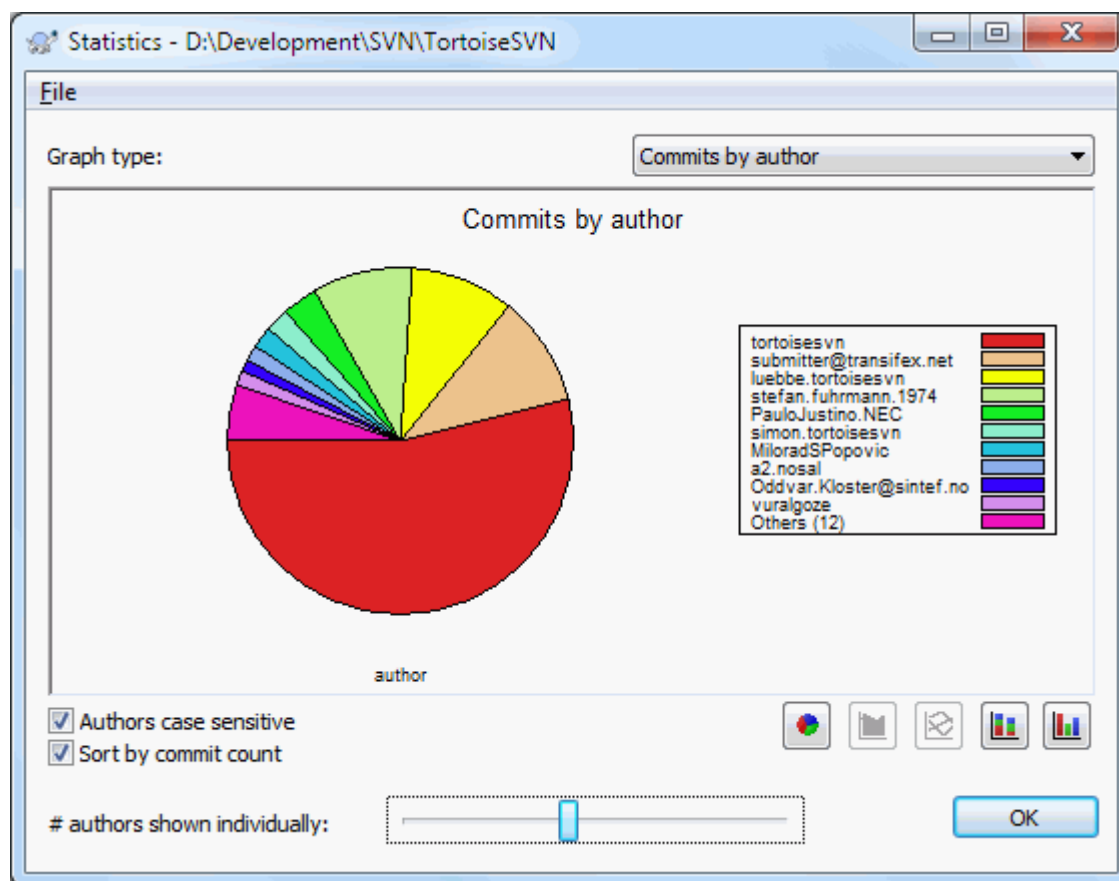 Statistics - D:\Development\SVN\TortoiseSVN
File
Graph type:
Commits by author
Commits by author
tortoisesvn
submitter@transifex.net
luebbe.tortoisesvn
stefan.fuhrmann.1974
PauloJustino.NEC
simon.tortoisesvn
MiloradSPopovic
a2.nosal
Oddvar.Kloster@sintef.no
vuralgoze
Others (12)
author
Authors case sensitive
Sort by commit count
# authors shown individually:
OK